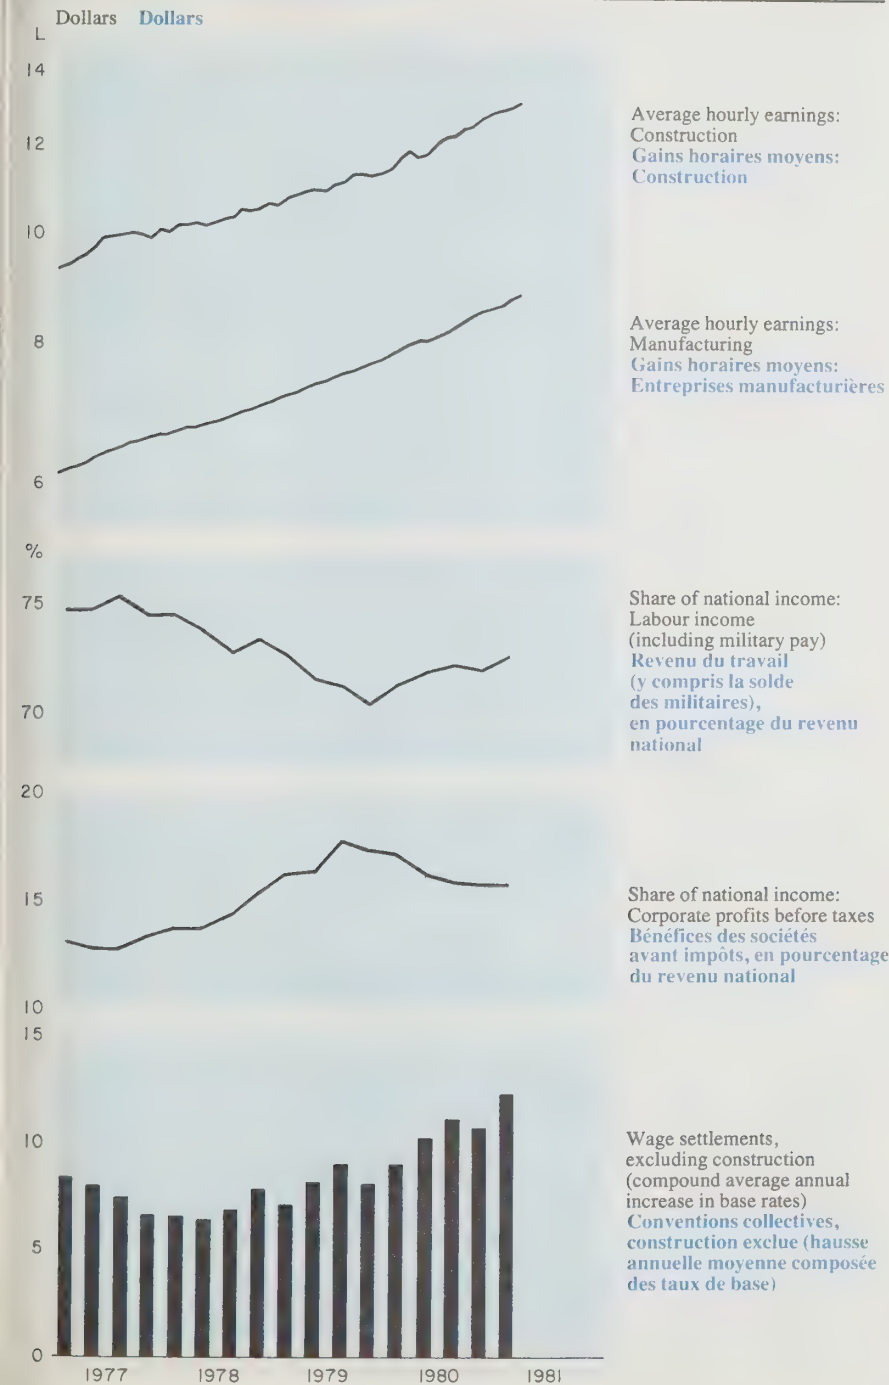 Dollars Dollars
L
14
12
10
8
6
Average hourly earnings:
Construction
Gains horaires moyens:
Construction
Average hourly earnings:
Manufacturing
Gains horaires moyens:
Entreprises manufacturières
%
75
70
Share of national income:
Labour income
(including military pay)
Revenu du travail
(y compris la solde
des militaires),
en pourcentage du revenu
national
20
15
10
Share of national income:
Corporate profits before taxes
Bénéfices des sociétés
avant impôts, en pourcentage
du revenu national
15
10
5
0
Wage settlements,
excluding construction
(compound average annual
increase in base rates)
Conventions collectives,
construction exclue (hausse
annuelle moyenne composée
des taux de base)
1977 1978 1979 1980 1981